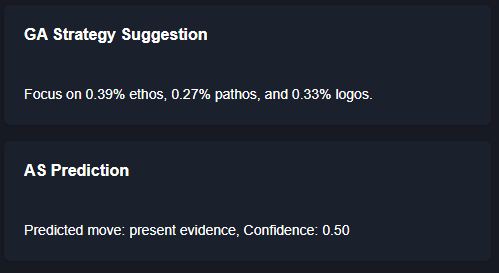 GA Strategy Suggestion
Focus on 0.39% ethos, 0.27% pathos, and 0.33% logos.
AS Prediction
Predicted move: present evidence, Confidence: 0.50